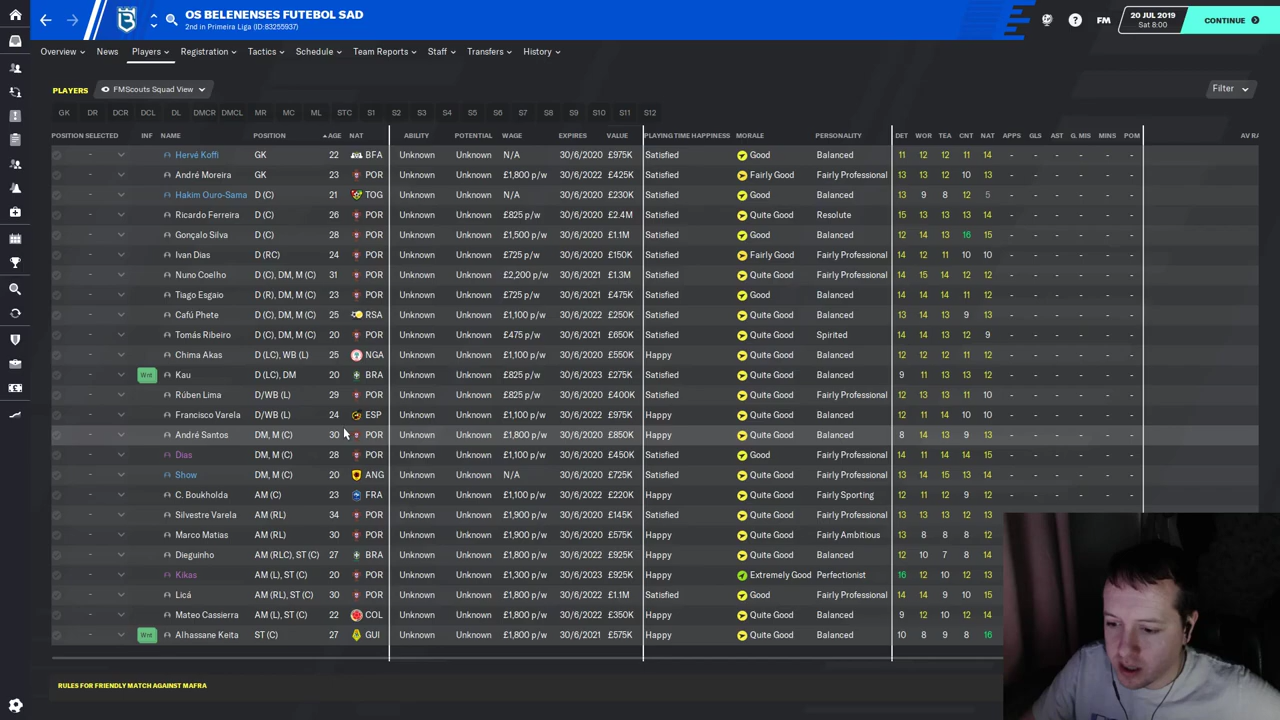 OS BELENENSES FUTEBOL SAD
2nd in Primeira Liga (ID:83255937)
FM
20 JUL 2019
Sat 8:00
CONTINUE
Overview News Players Registration Tactics Schedule Team Reports Staff Transfers History
PLAYERS FMScouts Squad View Filter
GK DR DCR DCL DL DMCR DMCL MR MC ML STC S1 S2 S3 S4 S5 S6 S7 S8 S9 S10 S11 S12
POSITION SELECTED INF NAME POSITION AGE NAT ABILITY POTENTIAL WAGE EXPIRES VALUE PLAYING TIME HAPPINESS MORALE PERSONALITY DET WOR TEA CNT NAT APPS GLS AST G. MIS MINS POM AV RA
- Hervé Koffi GK 22 BFA Unknown Unknown N/A 30/6/2020 £975K Satisfied Good Balanced 11 12 12 11 14 - - - - - -
- André Moreira GK 23 POR Unknown Unknown £1,800 p/w 30/6/2022 £425K Satisfied Fairly Good Fairly Professional 13 13 12 10 13 - - - - - -
- Hakim Ouro-Sama D (C) 21 TOG Unknown Unknown N/A 30/6/2020 £230K Satisfied Good Balanced 13 9 8 12 5 - - - - - -
- Ricardo Ferreira D (C) 26 POR Unknown Unknown £825 p/w 30/6/2020 £2.4M Satisfied Quite Good Resolute 15 13 13 13 14 - - - - - -
- Gonçalo Silva D (C) 28 POR Unknown Unknown £1,500 p/w 30/6/2020 £1.1M Satisfied Good Balanced 12 14 13 16 15 - - - - - -
- Ivan Dias D (RC) 24 POR Unknown Unknown £725 p/w 30/6/2020 £150K Satisfied Fairly Good Fairly Professional 14 12 11 10 10 - - - - - -
- Nuno Coelho D (C), DM, M (C) 31 POR Unknown Unknown £2,200 p/w 30/6/2021 £1.3M Satisfied Quite Good Fairly Professional 14 15 14 12 12 - - - - - -
- Tiago Esgaio D (R), DM, M (C) 23 POR Unknown Unknown £725 p/w 30/6/2021 £475K Satisfied Good Balanced 14 14 14 11 12 - - - - - -
- Cafú Phete D (C), DM, M (C) 25 RSA Unknown Unknown £1,100 p/w 30/6/2022 £250K Satisfied Quite Good Balanced 13 14 13 9 13 - - - - - -
- Tomás Ribeiro D (C), DM, M (C) 20 POR Unknown Unknown £475 p/w 30/6/2021 £650K Satisfied Quite Good Spirited 14 14 13 12 9 - - - - - -
- Chima Akas D (LC), WB (L) 25 NGA Unknown Unknown £1,100 p/w 30/6/2022 £550K Happy Quite Good Balanced 12 12 12 11 12 - - - - - -
- Wnt Kau D (LC), DM 20 BRA Unknown Unknown £825 p/w 30/6/2023 £275K Satisfied Quite Good Balanced 9 11 13 13 12 - - - - - -
- Rúben Lima D/WB (L) 29 POR Unknown Unknown £825 p/w 30/6/2020 £400K Satisfied Quite Good Fairly Professional 12 13 13 11 10 - - - - - -
- Francisco Varela D/WB (L) 24 ESP Unknown Unknown £1,100 p/w 30/6/2022 £975K Happy Quite Good Balanced 12 11 14 10 10 - - - - - -
- André Santos DM, M (C) 30 POR Unknown Unknown £1,800 p/w 30/6/2020 £850K Happy Quite Good Balanced 8 14 13 9 13 - - - - - -
- Dias DM, M (C) 28 POR Unknown Unknown £1,100 p/w 30/6/2020 £450K Satisfied Good Fairly Professional 14 11 14 14 15 - - - - - -
- Show DM, M (C) 20 ANG Unknown Unknown N/A 30/6/2020 £725K Satisfied Quite Good Fairly Professional 13 14 15 13 14 - - - - - -
- C. Boukholda AM (C) 23 FRA Unknown Unknown £1,100 p/w 30/6/2022 £220K Happy Quite Good Fairly Sporting 12 11 12 9 12 - - - - - -
- Silvestre Varela AM (RL) 34 POR Unknown Unknown £1,900 p/w 30/6/2020 £145K Satisfied Quite Good Fairly Professional 13 14 13 12 13
- Marco Matias AM (RL) 30 POR Unknown Unknown £1,900 p/w 30/6/2020 £575K Happy Quite Good Fairly Ambitious 13 8 8 8 12
- Dieguinho AM (RLC), ST (C) 27 BRA Unknown Unknown £1,800 p/w 30/6/2022 £925K Happy Quite Good Balanced 12 10 7 8 14
- Kikas AM (L), ST (C) 20 POR Unknown Unknown £1,300 p/w 30/6/2023 £925K Happy Extremely Good Perfectionist 16 12 10 12 13
- Licá AM (RL), ST (C) 30 POR Unknown Unknown £1,800 p/w 30/6/2022 £1.1M Satisfied Good Fairly Professional 14 14 9 10 15
- Mateo Cassierra AM (L), ST (C) 22 COL Unknown Unknown £1,800 p/w 30/6/2022 £350K Happy Quite Good Balanced 9 12 10 12 14
- Wnt Alhassane Keita ST (C) 27 GUI Unknown Unknown £1,800 p/w 30/6/2021 £575K Happy Quite Good Balanced 10 8 9 8 16
RULES FOR FRIENDLY MATCH AGAINST MAFRA